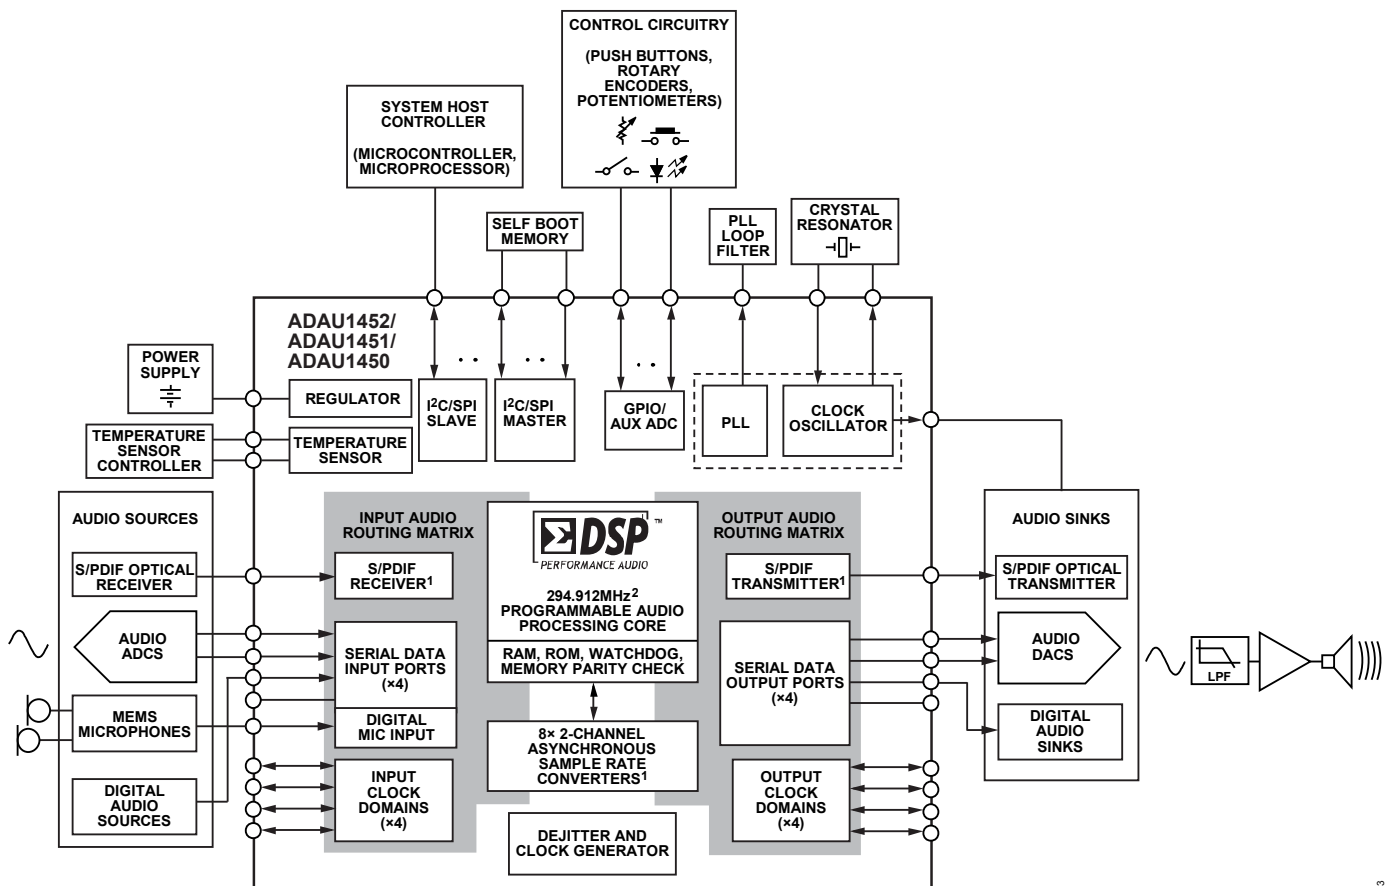 CONTROL CIRCUITRY
(PUSH BUTTONS,
ROTARY
ENCODERS,
POTENTIOMETERS)
SYSTEM HOST
CONTROLLER
(MICROCONTROLLER,
MICROPROCESSOR)
SELF BOOT
MEMORY
PLL
LOOP
FILTER
CRYSTAL
RESONATOR
ADAU1452/
ADAU1451/
ADAU1450
POWER
SUPPLY
REGULATOR
TEMPERATURE
SENSOR
CONTROLLER
TEMPERATURE
SENSOR
I2C/SPI
SLAVE
I2C/SPI
MASTER
GPIO/
AUX ADC
PLL
CLOCK
OSCILLATOR
AUDIO SOURCES
S/PDIF OPTICAL
RECEIVER
AUDIO
ADCS
MEMS
MICROPHONES
DIGITAL
AUDIO
SOURCES
INPUT AUDIO
ROUTING MATRIX
S/PDIF
RECEIVER1
SERIAL DATA
INPUT PORTS
(×4)
DIGITAL
MIC INPUT
INPUT
CLOCK
DOMAINS
(×4)
ΣDSP™
PERFORMANCE AUDIO
294.912MHz2
PROGRAMMABLE AUDIO
PROCESSING CORE
RAM, ROM, WATCHDOG,
MEMORY PARITY CHECK
8× 2-CHANNEL
ASYNCHRONOUS
SAMPLE RATE
CONVERTERS1
DEJITTER AND
CLOCK GENERATOR
OUTPUT AUDIO
ROUTING MATRIX
S/PDIF
TRANSMITTER1
SERIAL DATA
OUTPUT PORTS
(×4)
OUTPUT
CLOCK
DOMAINS
(×4)
AUDIO SINKS
S/PDIF OPTICAL
TRANSMITTER
AUDIO
DACS
DIGITAL
AUDIO
SINKS
LPF
3